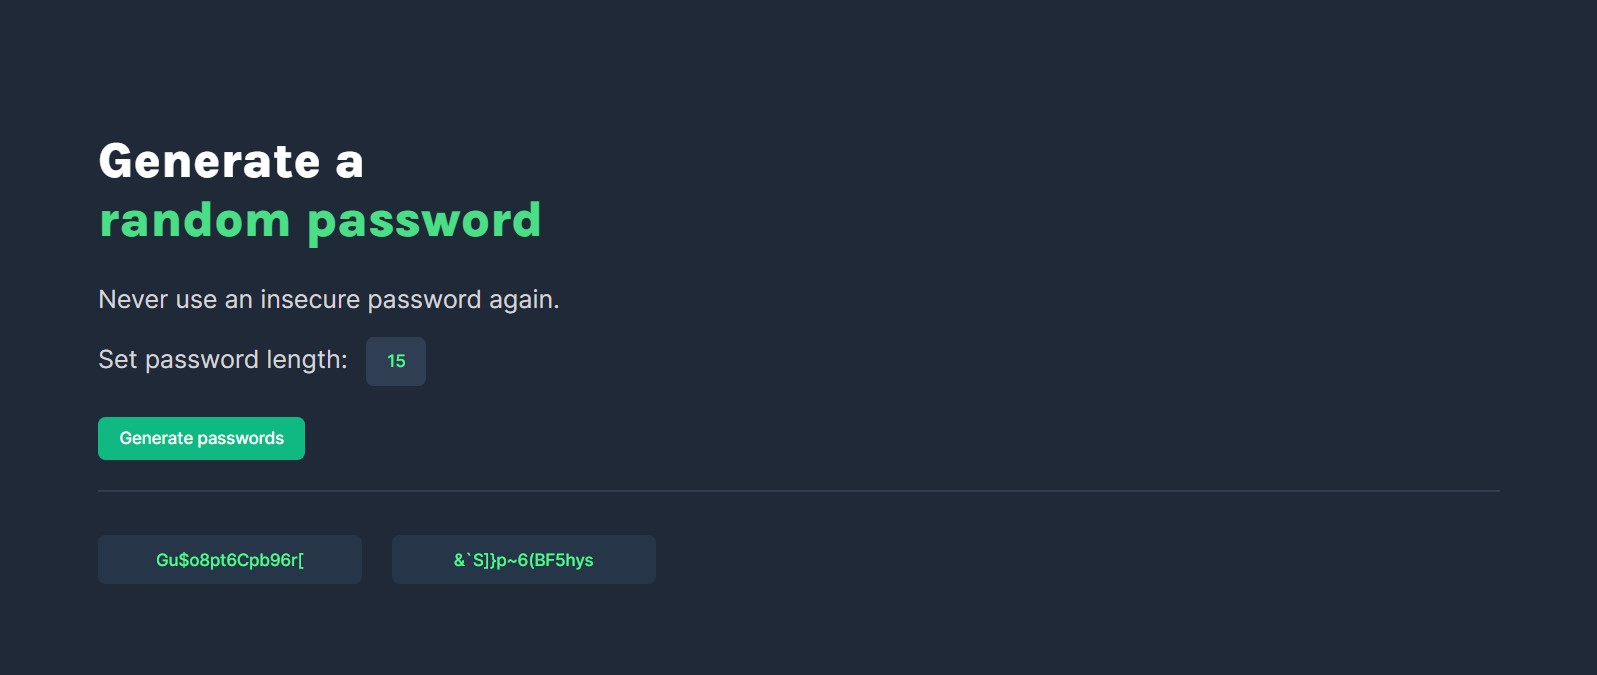 Generate a
random password
Never use an insecure password again.
Set password length: 15
Generate passwords
Gu$o8pt6Cpb96r[ &`S]}p~6(BF5hys